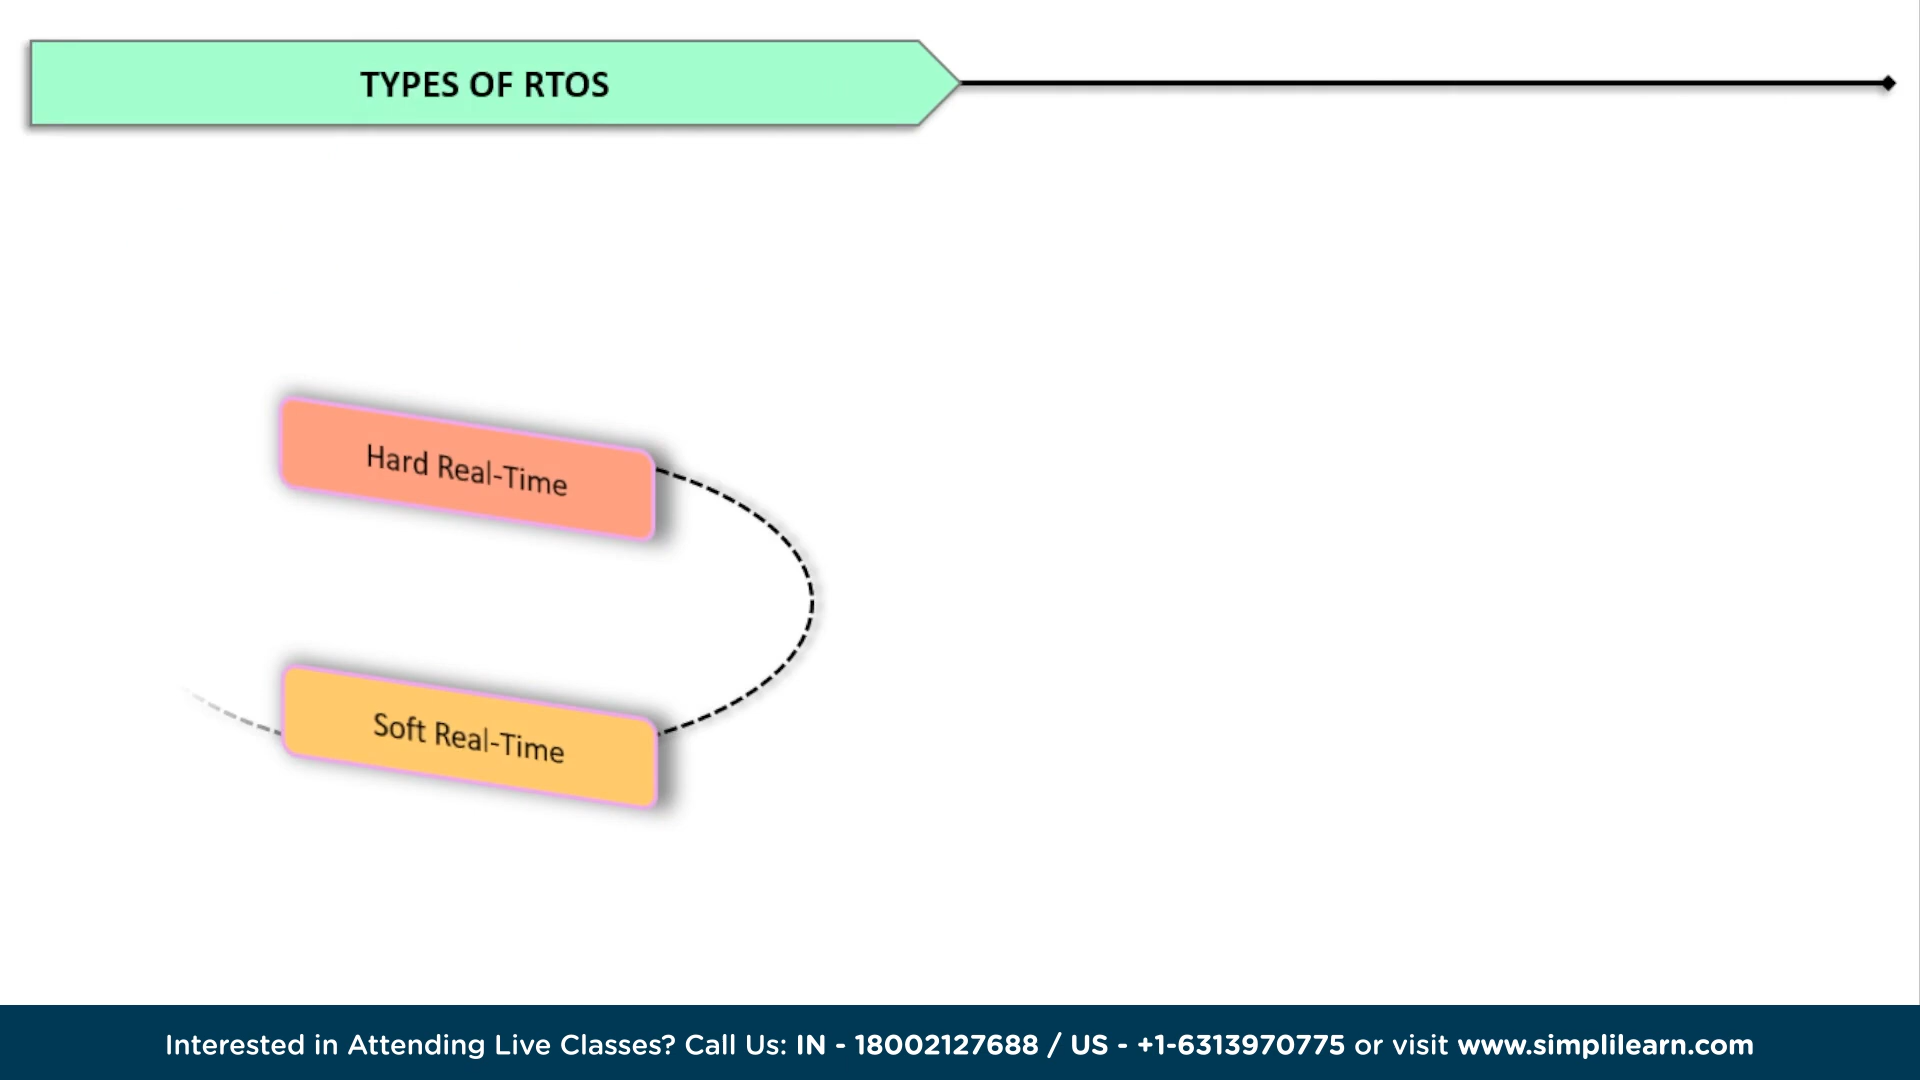 TYPES OF RTOS
Hard Real-Time
Soft Real-Time
Interested in Attending Live Classes? Call Us: IN - 18002127688 / US - +1-6313970775 or visit www.simplilearn.com